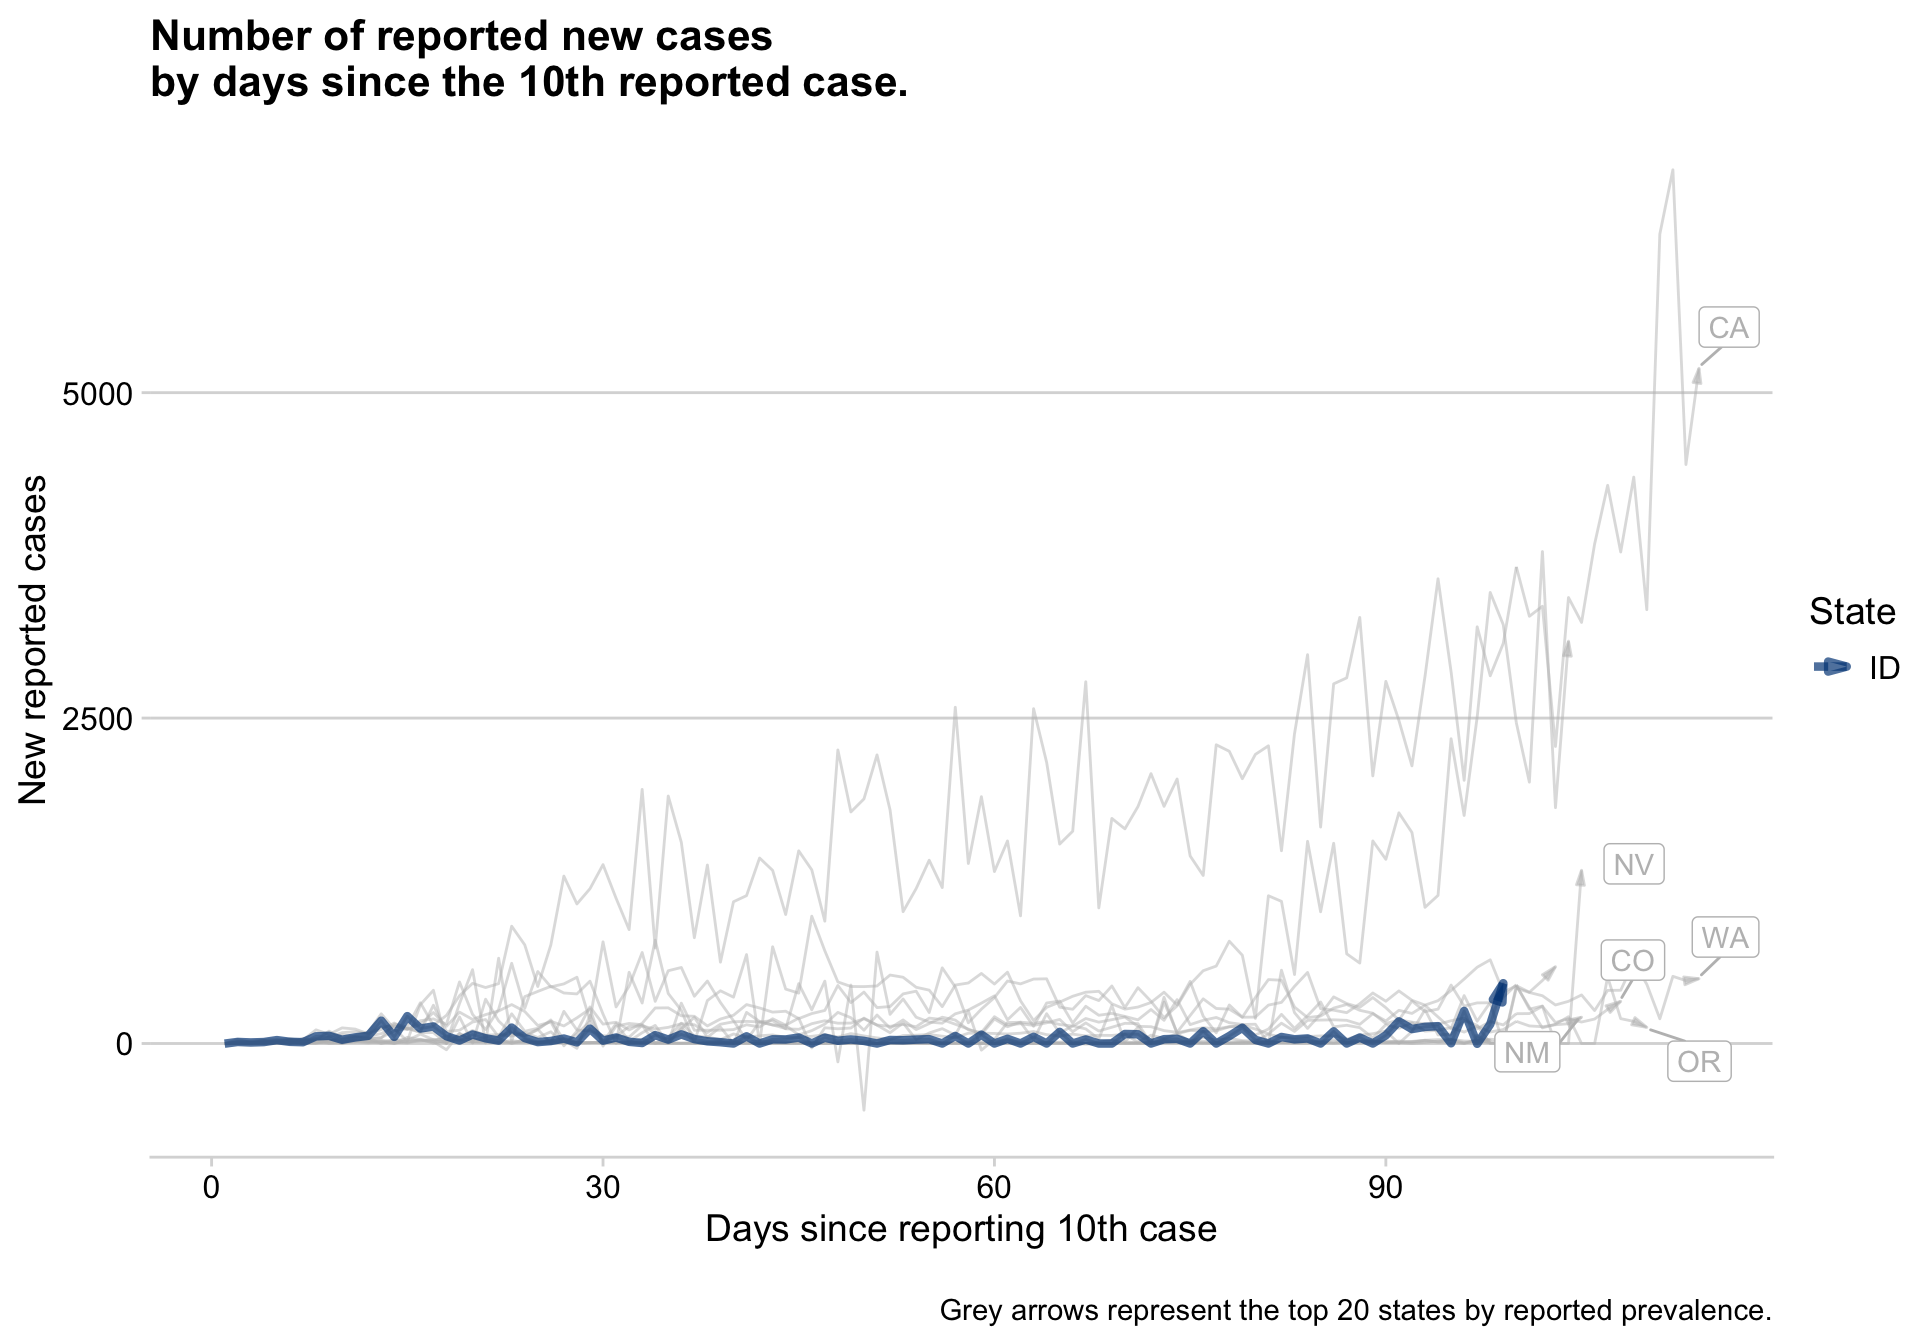 Number of reported new cases
by days since the 10th reported case.
CA
5000
New reported cases
State
ID
2500
NV
WA
CO
0
NM
OR
0
30
60
90
Days since reporting 10th case
Grey arrows represent the top 20 states by reported prevalence.